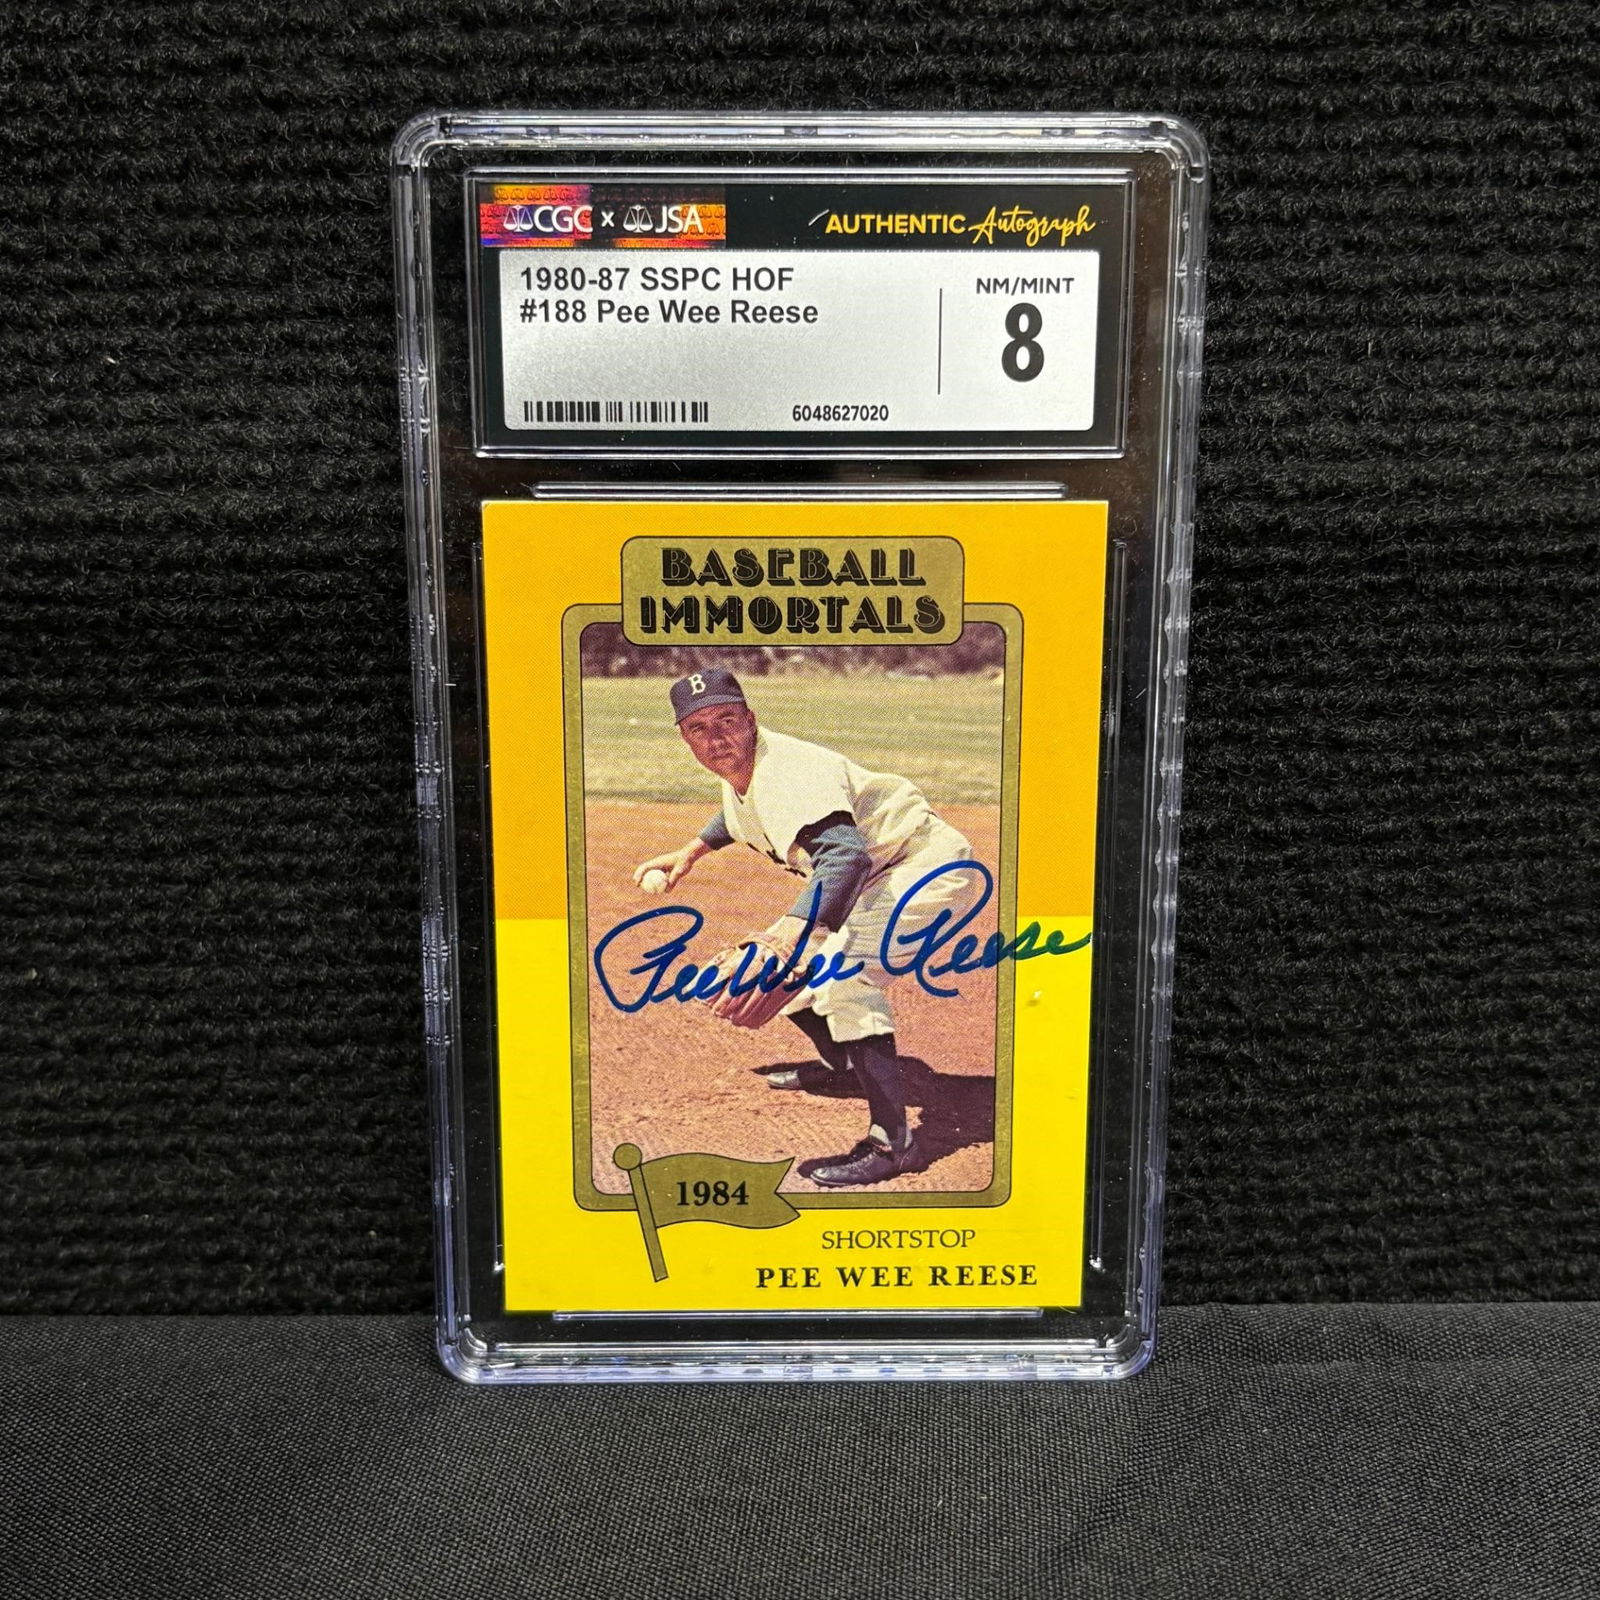 CGC x JSA
AUTHENTIC Autograph
1980-87 SSPC HOF
#188 Pee Wee Reese
NM/MINT
8
6048627020
BASEBALL
IMMORTALS
B
Pee Wee Reese
1984
SHORTSTOP
PEE WEE REESE